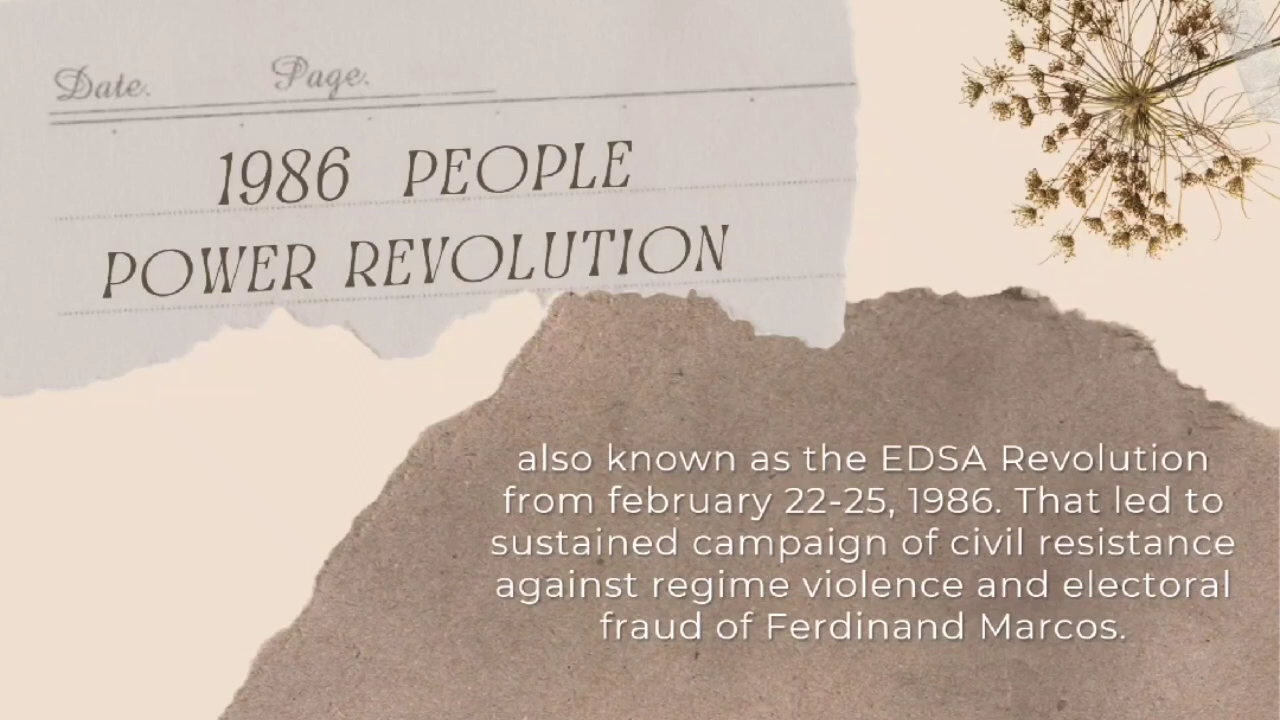 Date. Page.
1986 PEOPLE
POWER REVOLUTION
also known as the EDSA Revolution
from february 22-25, 1986. That led to
sustained campaign of civil resistance
against regime violence and electoral
fraud of Ferdinand Marcos.